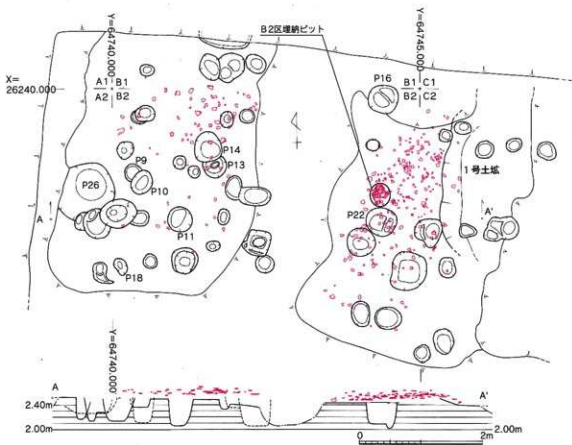 Y=64740.000
B2区埋納ピット
Y=64745.000
X=
26240.000
A1 B1
A2 B2
P16
B1 C1
B2 C2
P14
P13
P9
P10
P26
1号土坑
A
A'
P22
P11
P18
Y=64740.000
A
A'
2.40m
2.00m
2.00m
0
2m